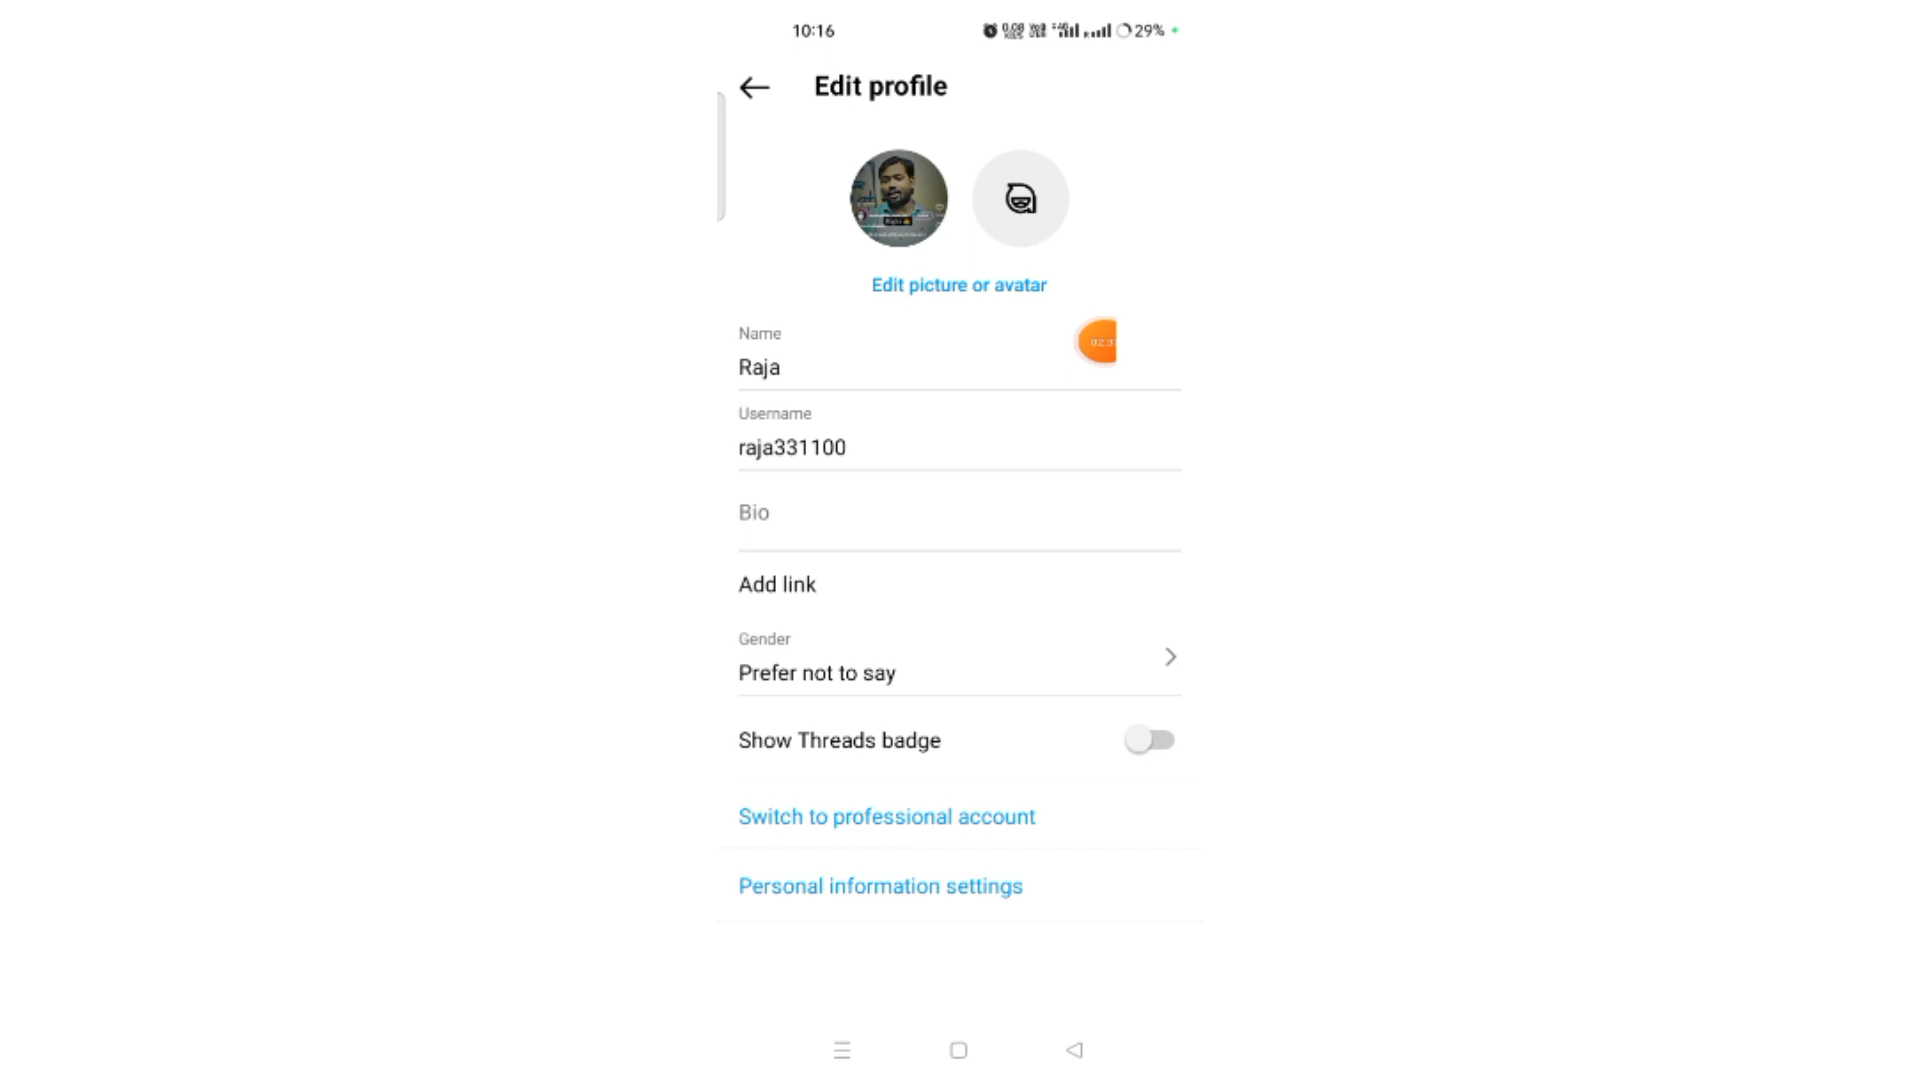 10:16
29%
Edit profile
Edit picture or avatar
Name
Raja
Username
raja331100
Bio
Add link
Gender
Prefer not to say
Show Threads badge
Switch to professional account
Personal information settings